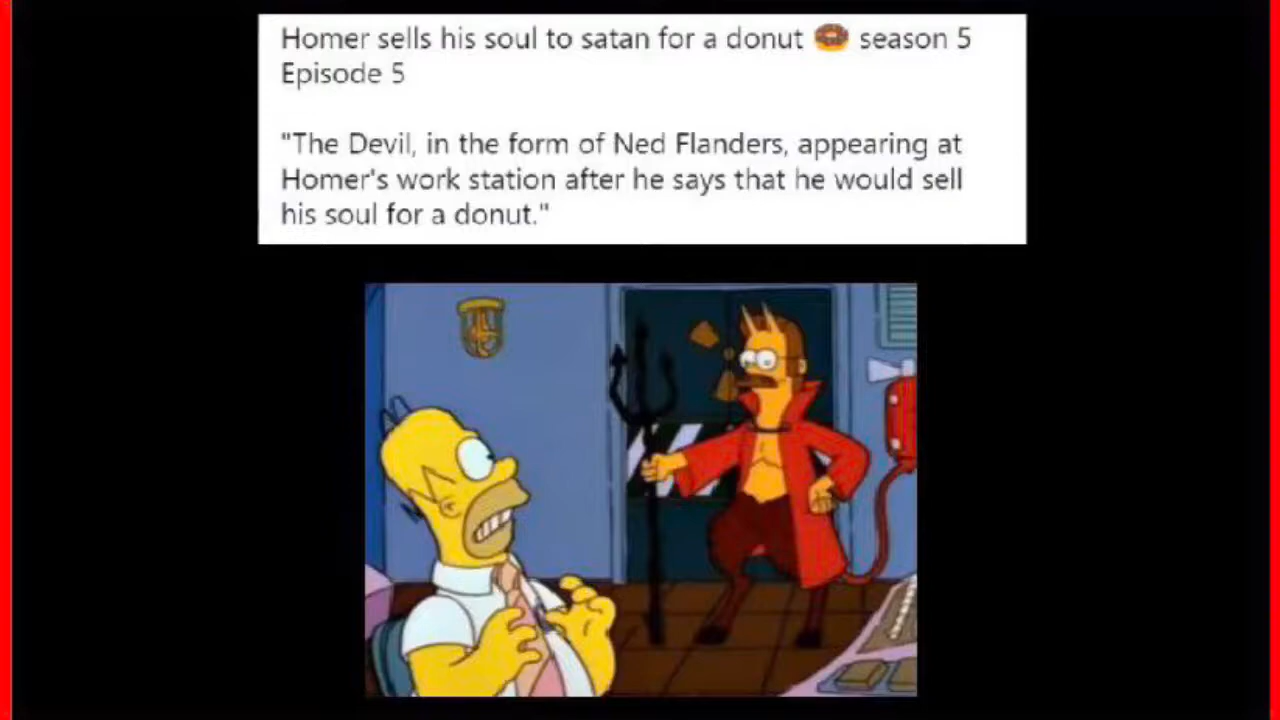 Homer sells his soul to satan for a donut 🍩 season 5
Episode 5
"The Devil, in the form of Ned Flanders, appearing at
Homer's work station after he says that he would sell
his soul for a donut."